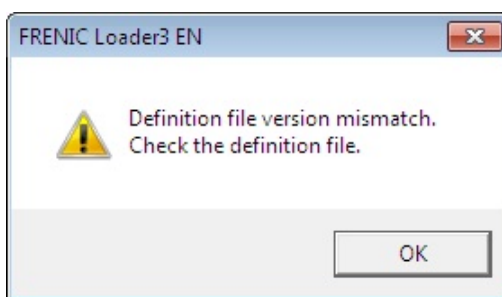 FRENIC Loader3 EN
Definition file version mismatch.
Check the definition file.
OK